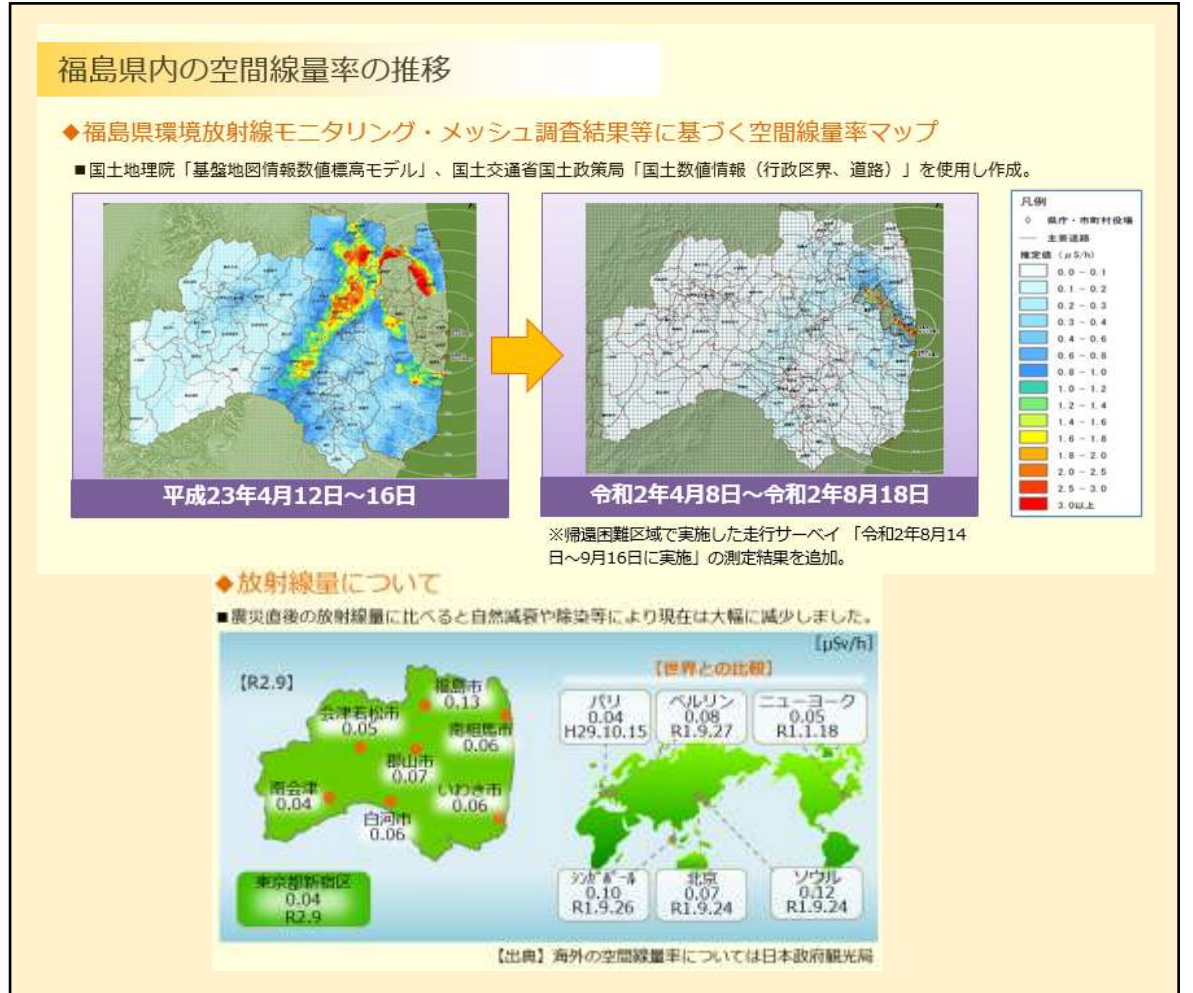 福島県内の空間線量率の推移
◆福島県環境放射線モニタリング・メッシュ調査結果等に基づく空間線量率マップ
■国土地理院「基盤地図情報数値標高モデル」、国土交通省国土政策局「国土数値情報（行政区界、道路）」を使用し作成。
平成23年4月12日～16日
令和2年4月8日～令和2年8月18日
※帰還困難区域で実施した走行サーベイ 「令和2年8月14
日～9月16日に実施」の測定結果を追加。
凡例
県庁・市町村役場
主要道路
推定値（μS/h）
0.0 - 0.1
0.1 - 0.2
0.2 - 0.3
0.3 - 0.4
0.4 - 0.6
0.6 - 0.8
0.8 - 1.0
1.0 - 1.2
1.2 - 1.4
1.4 - 1.6
1.6 - 1.8
1.8 - 2.0
2.0 - 2.5
2.5 - 3.0
3.0以上
◆放射線量について
■震災直後の放射線量に比べると自然減衰や除染等により現在は大幅に減少しました。
[μSv/h]
【R2.9】
福島市
0.13
会津若松市
0.05
南相馬市
0.06
郡山市
0.07
南会津
0.04
いわき市
0.06
白河市
0.06
東京都新宿区
0.04
R2.9
【世界との比較】
パリ
0.04
H29.10.15
ベルリン
0.08
R1.9.27
ニューヨーク
0.05
R1.1.18
シンガポール
0.10
R1.9.26
北京
0.07
R1.9.24
ソウル
0.12
R1.9.24
【出典】海外の空間線量率については日本政府観光局